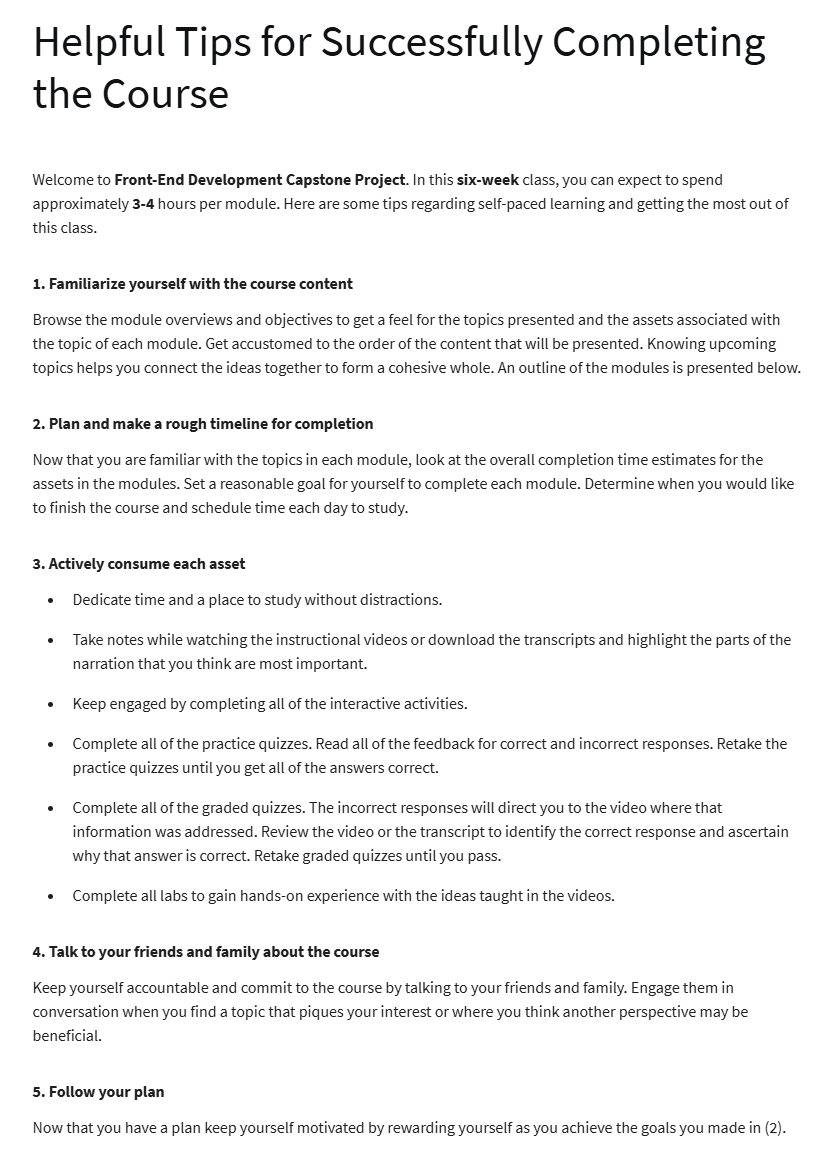 Helpful Tips for Successfully Completing
the Course
Welcome to Front-End Development Capstone Project. In this six-week class, you can expect to spend
approximately 3-4 hours per module. Here are some tips regarding self-paced learning and getting the most out of
this class.
1. Familiarize yourself with the course content
Browse the module overviews and objectives to get a feel for the topics presented and the assets associated with
the topic of each module. Get accustomed to the order of the content that will be presented. Knowing upcoming
topics helps you connect the ideas together to form a cohesive whole. An outline of the modules is presented below.
2. Plan and make a rough timeline for completion
Now that you are familiar with the topics in each module, look at the overall completion time estimates for the
assets in the modules. Set a reasonable goal for yourself to complete each module. Determine when you would like
to finish the course and schedule time each day to study.
3. Actively consume each asset
• Dedicate time and a place to study without distractions.
• Take notes while watching the instructional videos or download the transcripts and highlight the parts of the
narration that you think are most important.
• Keep engaged by completing all of the interactive activities.
• Complete all of the practice quizzes. Read all of the feedback for correct and incorrect responses. Retake the
practice quizzes until you get all of the answers correct.
• Complete all of the graded quizzes. The incorrect responses will direct you to the video where that
information was addressed. Review the video or the transcript to identify the correct response and ascertain
why that answer is correct. Retake graded quizzes until you pass.
• Complete all labs to gain hands-on experience with the ideas taught in the videos.
4. Talk to your friends and family about the course
Keep yourself accountable and commit to the course by talking to your friends and family. Engage them in
conversation when you find a topic that piques your interest or where you think another perspective may be
beneficial.
5. Follow your plan
Now that you have a plan keep yourself motivated by rewarding yourself as you achieve the goals you made in (2).